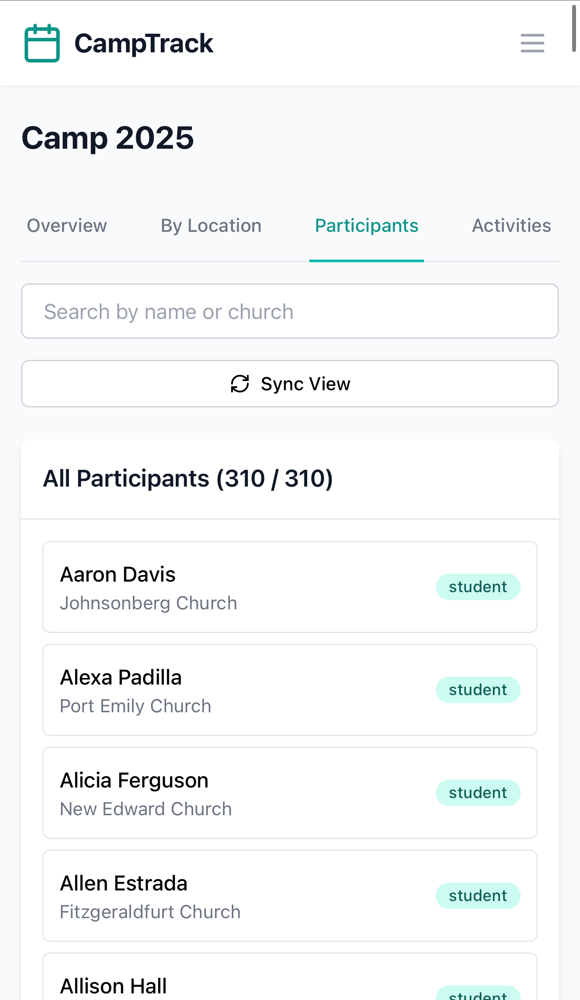 CampTrack
Camp 2025
Overview By Location Participants Activities
Search by name or church
Sync View
All Participants (310 / 310)
Aaron Davis
Johnsonberg Church
student
Alexa Padilla
Port Emily Church
student
Alicia Ferguson
New Edward Church
student
Allen Estrada
Fitzgeraldfurt Church
student
Allison Hall
student